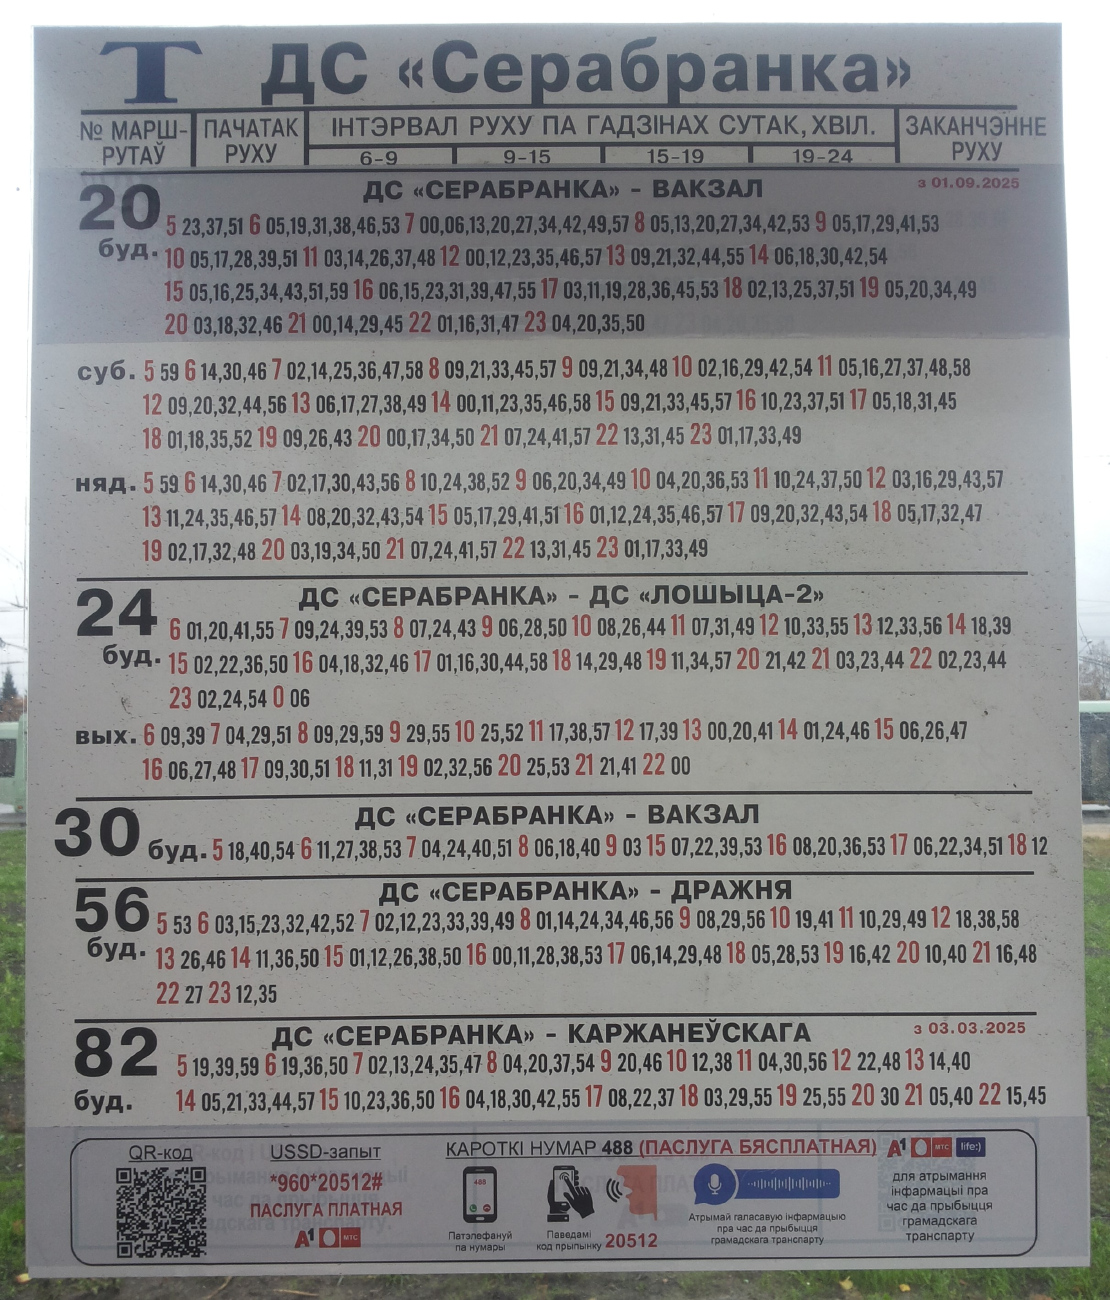 Т ДС «Серабранка»
№ МАРШ-РУТАЎ ПАЧАТАК РУХУ ІНТЭРВАЛ РУХУ ПА ГАДЗІНАХ СУТАК, ХВІЛ. ЗАКАНЧЭННЕ РУХУ
6-9 9-15 15-19 19-24
20 ДС «СЕРАБРАНКА» - ВАКЗАЛ з 01.09.2025
буд. 5 23,37,51 6 05,19,31,38,46,53 7 00,06,13,20,27,34,42,49,57 8 05,13,20,27,34,42,53 9 05,17,29,41,53
10 05,17,28,39,51 11 03,14,26,37,48 12 00,12,23,35,46,57 13 09,21,32,44,55 14 06,18,30,42,54
15 05,16,25,34,43,51,59 16 06,15,23,31,39,47,55 17 03,11,19,28,36,45,53 18 02,13,25,37,51 19 05,20,34,49
20 03,18,32,46 21 00,14,29,45 22 01,16,31,47 23 04,20,35,50
суб. 5 59 6 14,30,46 7 02,14,25,36,47,58 8 09,21,33,45,57 9 09,21,34,48 10 02,16,29,42,54 11 05,16,27,37,48,58
12 09,20,32,44,56 13 06,17,27,38,49 14 00,11,23,35,46,58 15 09,21,33,45,57 16 10,23,37,51 17 05,18,31,45
18 01,18,35,52 19 09,26,43 20 00,17,34,50 21 07,24,41,57 22 13,31,45 23 01,17,33,49
няд. 5 59 6 14,30,46 7 02,17,30,43,56 8 10,24,38,52 9 06,20,34,49 10 04,20,36,53 11 10,24,37,50 12 03,16,29,43,57
13 11,24,35,46,57 14 08,20,32,43,54 15 05,17,29,41,51 16 01,12,24,35,46,57 17 09,20,32,43,54 18 05,17,32,47
19 02,17,32,48 20 03,19,34,50 21 07,24,41,57 22 13,31,45 23 01,17,33,49
24 ДС «СЕРАБРАНКА» - ДС «ЛОШЫЦА-2»
буд. 6 01,20,41,55 7 09,24,39,53 8 07,24,43 9 06,28,50 10 08,26,44 11 07,31,49 12 10,33,55 13 12,33,56 14 18,39
15 02,22,36,50 16 04,18,32,46 17 01,16,30,44,58 18 14,29,48 19 11,34,57 20 21,42 21 03,23,44 22 02,23,44
23 02,24,54 0 06
вых. 6 09,39 7 04,29,51 8 09,29,59 9 29,55 10 25,52 11 17,38,57 12 17,39 13 00,20,41 14 01,24,46 15 06,26,47
16 06,27,48 17 09,30,51 18 11,31 19 02,32,56 20 25,53 21 21,41 22 00
30 ДС «СЕРАБРАНКА» - ВАКЗАЛ
буд. 5 18,40,54 6 11,27,38,53 7 04,24,40,51 8 06,18,40 9 03 15 07,22,39,53 16 08,20,36,53 17 06,22,34,51 18 12
56 ДС «СЕРАБРАНКА» - ДРАЖНЯ
буд. 5 53 6 03,15,23,32,42,52 7 02,12,23,33,39,49 8 01,14,24,34,46,56 9 08,29,56 10 19,41 11 10,29,49 12 18,38,58
13 26,46 14 11,36,50 15 01,12,26,38,50 16 00,11,28,38,53 17 06,14,29,48 18 05,28,53 19 16,42 20 10,40 21 16,48
22 27 23 12,35
82 ДС «СЕРАБРАНКА» - КАРЖАНЕЎСКАГА з 03.03.2025
5 19,39,59 6 19,36,50 7 02,13,24,35,47 8 04,20,37,54 9 20,46 10 12,38 11 04,30,56 12 22,48 13 14,40
буд. 14 05,21,33,44,57 15 10,23,36,50 16 04,18,30,42,55 17 08,22,37 18 03,29,55 19 25,55 20 30 21 05,40 22 15,45
QR-код USSD-запыт КАРОТКІ НУМАР 488 (ПАСЛУГА БЯСПЛАТНАЯ) А1 МТС life:)
*960*20512#
ПАСЛУГА ПЛАТНАЯ
А1 МТС
488
Патэлефануй
па нумары
Паведамі
код прыпынку 20512
Атрымай галасавую інфармацыю
пра час да прыбыцця
грамадскага транспарту
для атрымання
інфармацыі пра
час да прыбыцця
грамадскага
транспарту